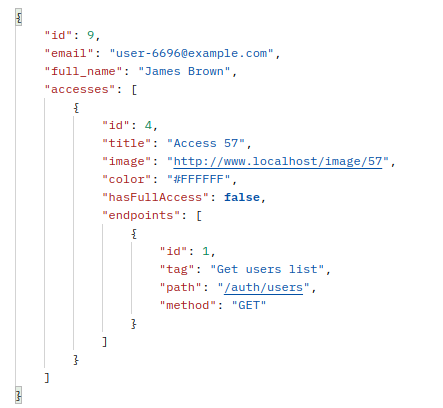 {
    "id": 9,
    "email": "user-6696@example.com",
    "full_name": "James Brown",
    "accesses": [
        {
            "id": 4,
            "title": "Access 57",
            "image": "http://www.localhost/image/57",
            "color": "#FFFFFF",
            "hasFullAccess": false,
            "endpoints": [
                {
                    "id": 1,
                    "tag": "Get users list",
                    "path": "/auth/users",
                    "method": "GET"
                }
            ]
        }
    ]
}